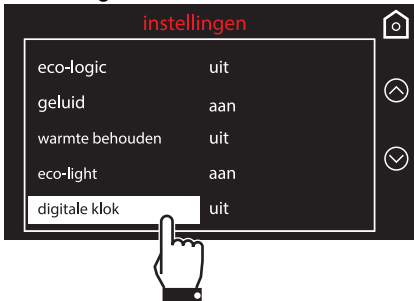 instellingen
eco-logic uit
geluid aan
warmte behouden uit
eco-light aan
digitale klok uit